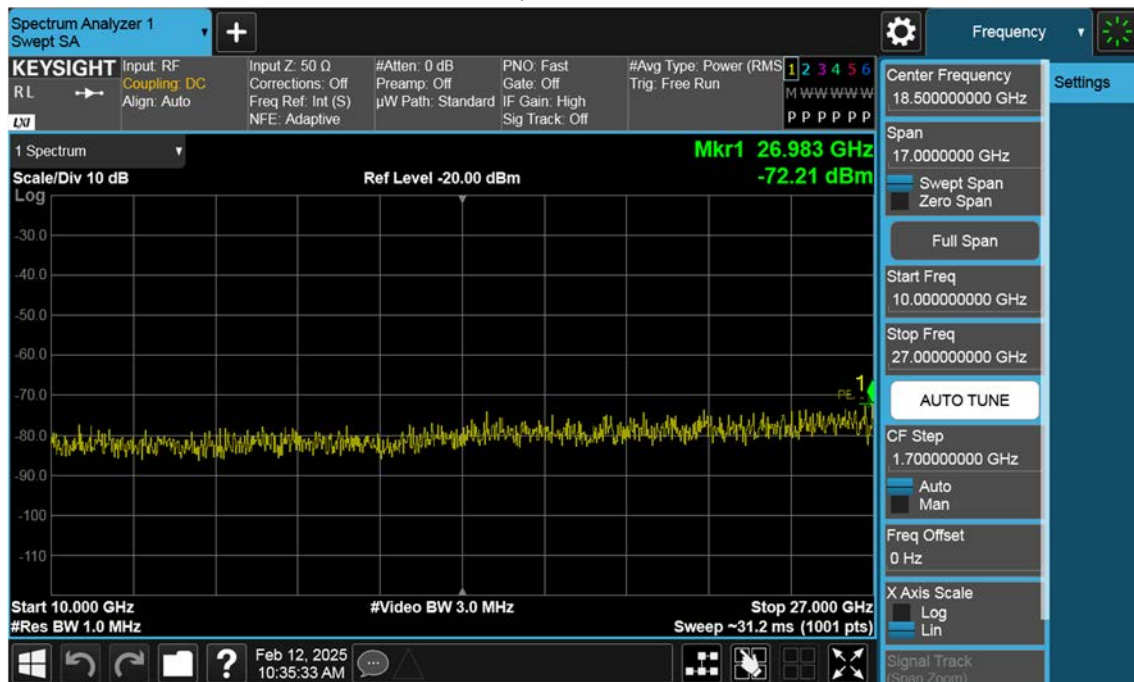 Spectrum Analyzer 1
Swept SA
Frequency
KEYSIGHT
RL
LXI
Input: RF
Coupling: DC
Align: Auto
Input Z: 50 Ω
Corrections: Off
Freq Ref: Int (S)
NFE: Adaptive
#Atten: 0 dB
Preamp: Off
µW Path: Standard
PNO: Fast
Gate: Off
IF Gain: High
Sig Track: Off
#Avg Type: Power (RMS
Trig: Free Run
1 2 3 4 5 6
M W W W W W
P P P P P P
1 Spectrum
Scale/Div 10 dB
Ref Level -20.00 dBm
Mkr1 26.983 GHz
-72.21 dBm
Log
-30.0
-40.0
-50.0
-60.0
-70.0
-80.0
-90.0
-100
-110
1
Start 10.000 GHz
#Video BW 3.0 MHz
Stop 27.000 GHz
#Res BW 1.0 MHz
Sweep ~31.2 ms (1001 pts)
Feb 12, 2025
10:35:33 AM
Center Frequency
18.500000000 GHz
Span
17.0000000 GHz
Swept Span
Zero Span
Full Span
Start Freq
10.000000000 GHz
Stop Freq
27.000000000 GHz
AUTO TUNE
CF Step
1.700000000 GHz
Auto
Man
Freq Offset
0 Hz
X Axis Scale
Log
Lin
Signal Track
(Span Zoom)
Settings